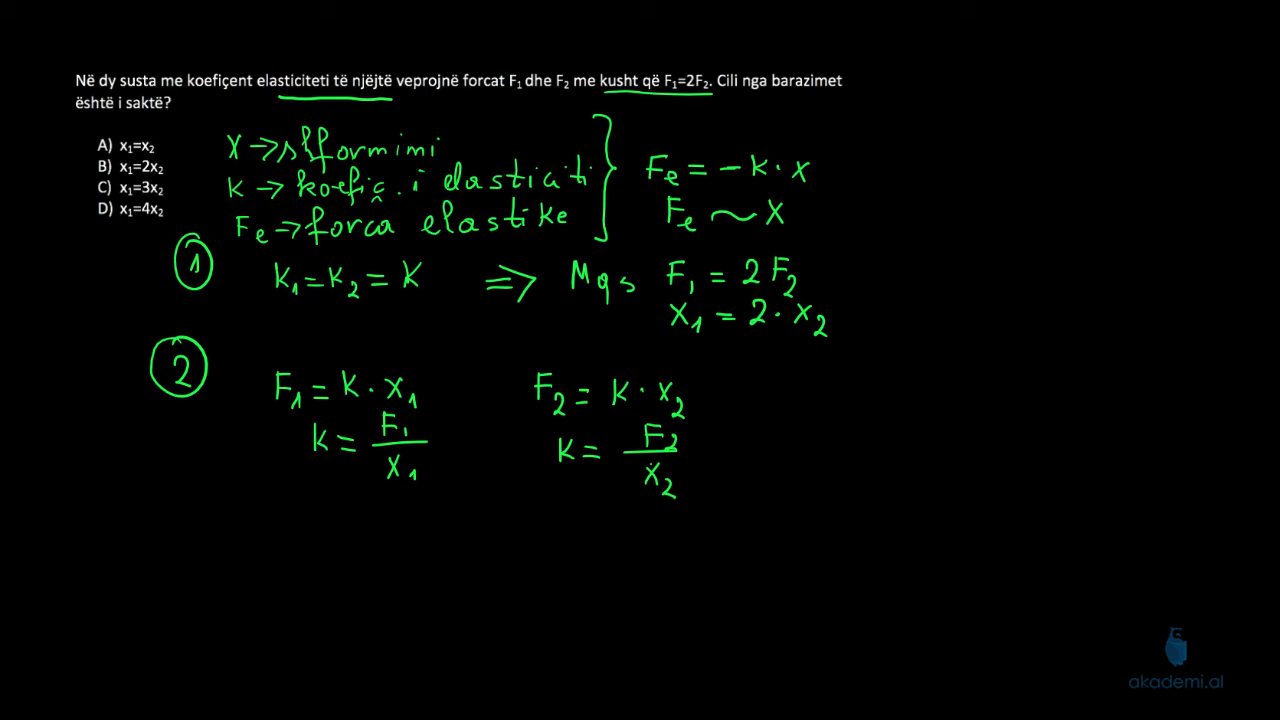 Në dy susta me koefiçent elasticiteti të njëjtë veprojnë forcat F₁ dhe F₂ me kusht që F₁=2F₂. Cili nga barazimet
është i saktë?
A) x₁=x₂
B) x₁=2x₂
C) x₁=3x₂
D) x₁=4x₂
X → shformimi
K → koefiç. i elasticiti
Fe → forca elastike
Fe = - K · x
Fe ~ X
1
K₁ = K₂ = K ⇒ Mqs F₁ = 2 F₂
X₁ = 2 · X₂
2
F₁ = K · x₁
K = F₁ / x₁
F₂ = K · x₂
K = F₂ / x₂
akademi.al